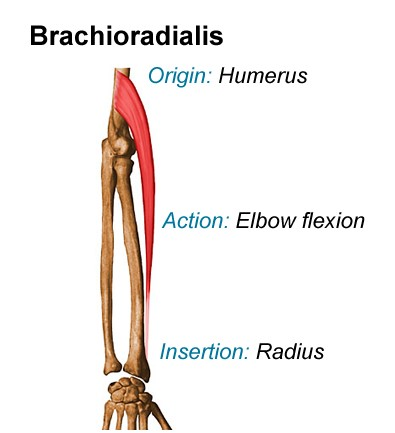 Brachioradialis
Origin: Humerus
Action: Elbow flexion
Insertion: Radius